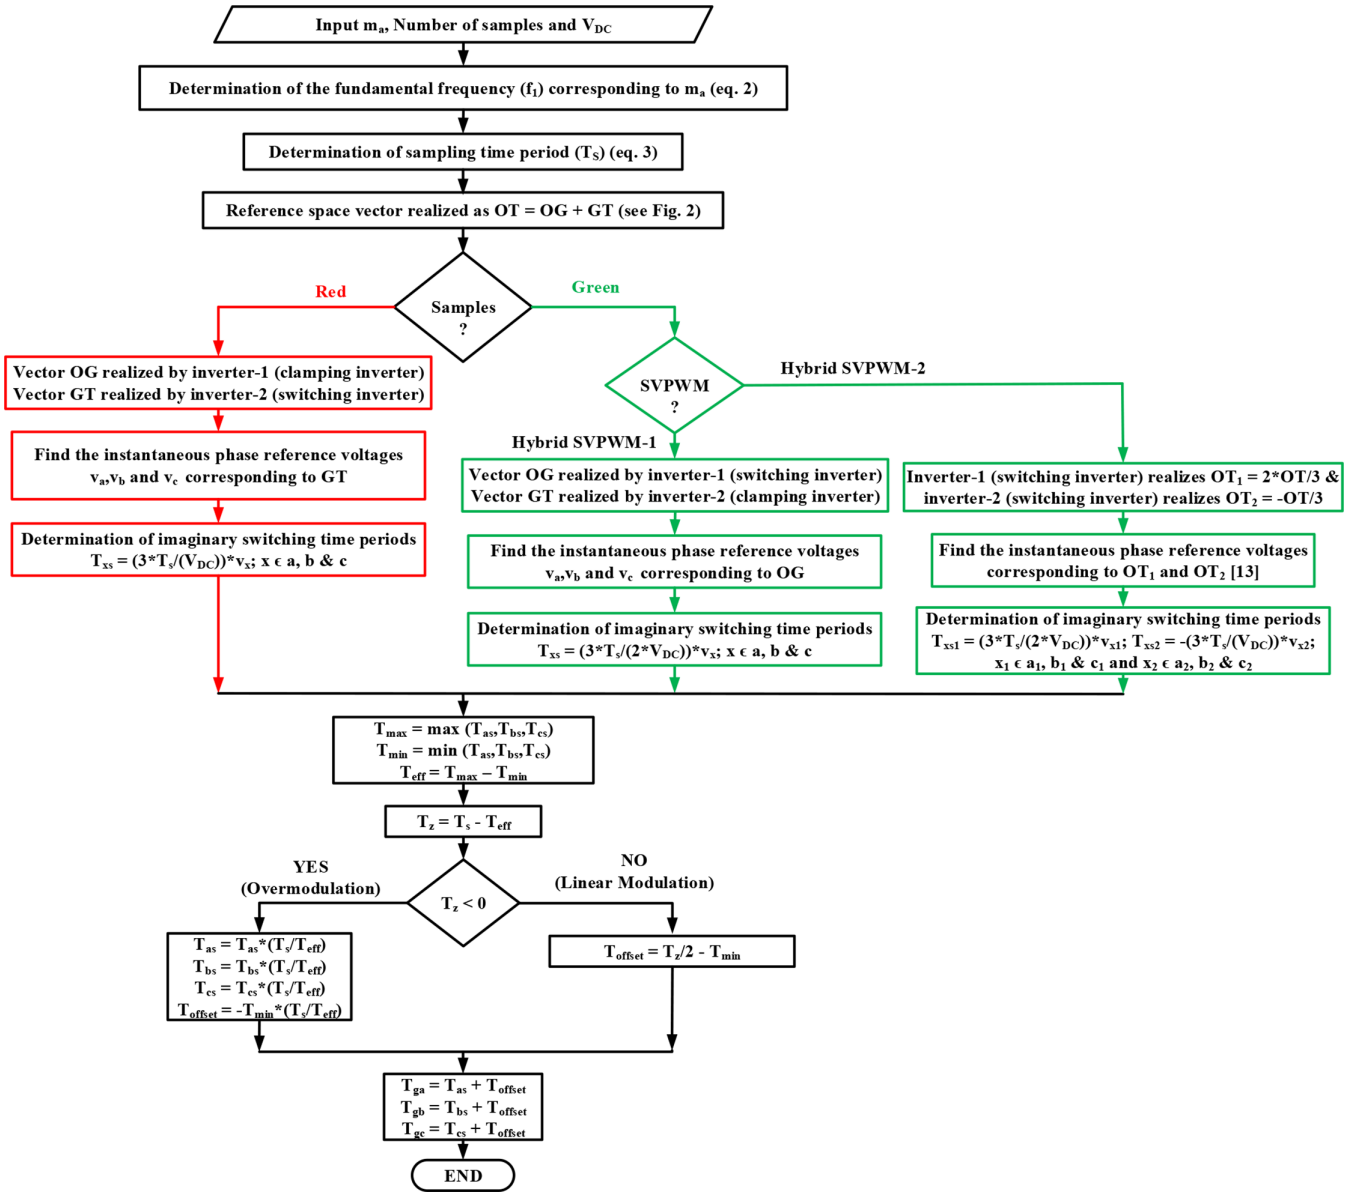 Input mₐ, Number of samples and V_DC
Determination of the fundamental frequency (f₁) corresponding to mₐ (eq. 2)
Determination of sampling time period (T_S) (eq. 3)
Reference space vector realized as OT = OG + GT (see Fig. 2)
Samples
?
Red
Green
Vector OG realized by inverter-1 (clamping inverter)
Vector GT realized by inverter-2 (switching inverter)
Find the instantaneous phase reference voltages
vₐ,v_b and v_c corresponding to GT
Determination of imaginary switching time periods
T_xs = (3*T_s/(V_DC))*v_x; x ϵ a, b & c
SVPWM
?
Hybrid SVPWM-1
Hybrid SVPWM-2
Vector OG realized by inverter-1 (switching inverter)
Vector GT realized by inverter-2 (clamping inverter)
Find the instantaneous phase reference voltages
vₐ,v_b and v_c corresponding to OG
Determination of imaginary switching time periods
T_xs = (3*T_s/(2*V_DC))*v_x; x ϵ a, b & c
Inverter-1 (switching inverter) realizes OT₁ = 2*OT/3 &
inverter-2 (switching inverter) realizes OT₂ = -OT/3
Find the instantaneous phase reference voltages
corresponding to OT₁ and OT₂ [13]
Determination of imaginary switching time periods
T_xs1 = (3*T_s/(2*V_DC))*v_x1; T_xs2 = -(3*T_s/(V_DC))*v_x2;
x₁ ϵ a₁, b₁ & c₁ and x₂ ϵ a₂, b₂ & c₂
T_max = max (T_as,T_bs,T_cs)
T_min = min (T_as,T_bs,T_cs)
T_eff = T_max – T_min
T_z = T_s - T_eff
T_z < 0
YES
(Overmodulation)
NO
(Linear Modulation)
T_as = T_as*(T_s/T_eff)
T_bs = T_bs*(T_s/T_eff)
T_cs = T_cs*(T_s/T_eff)
T_offset = -T_min*(T_s/T_eff)
T_offset = T_z/2 - T_min
T_ga = T_as + T_offset
T_gb = T_bs + T_offset
T_gc = T_cs + T_offset
END